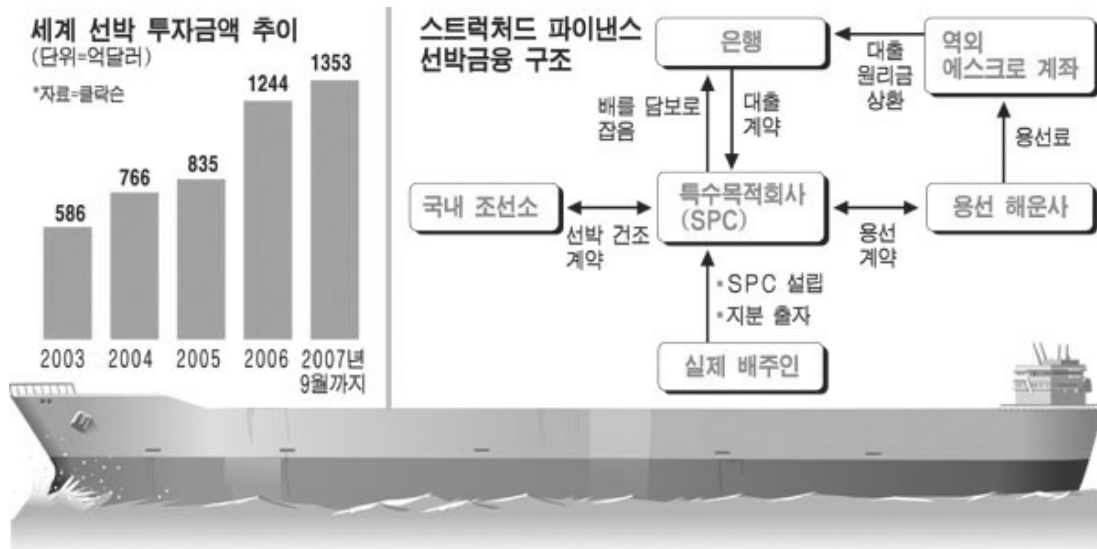 세계 선박 투자금액 추이
(단위=억달러)
*자료=클락슨
586
766
835
1244
1353
2003
2004
2005
2006
2007년
9월까지
스트럭처드 파이낸스
선박금융 구조
은행
역외
에스크로 계좌
대출
원리금
상환
배를 담보로
잡음
대출
계약
용선료
국내 조선소
특수목적회사
(SPC)
용선 해운사
선박 건조
계약
용선
계약
▪SPC 설립
▪지분 출자
실제 배주인